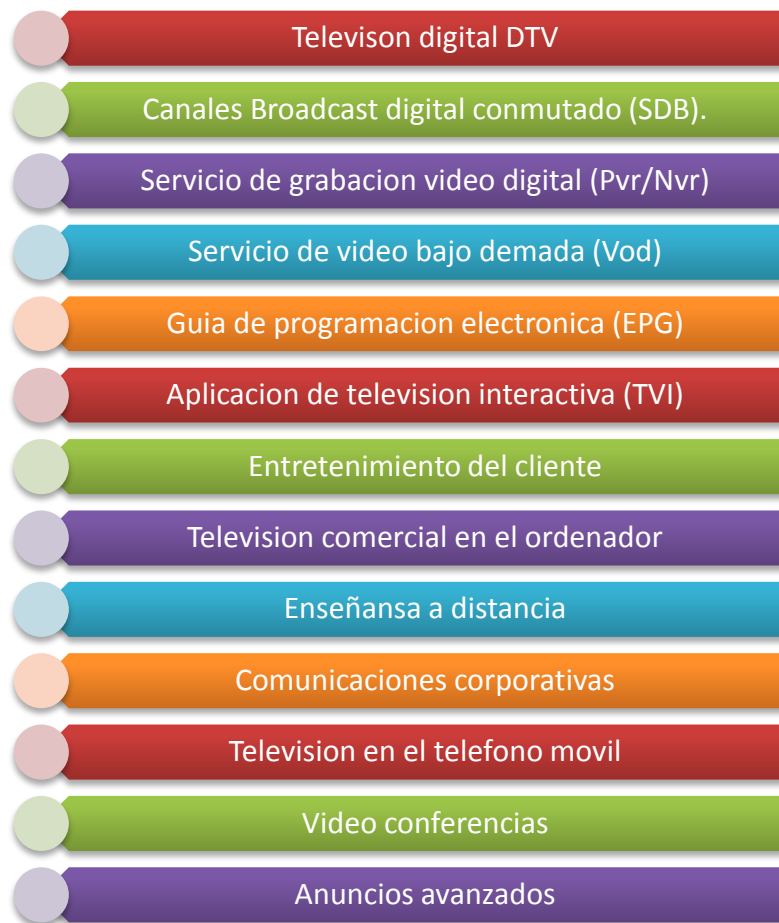 Televison digital DTV
Canales Broadcast digital conmutado (SDB).
Servicio de grabacion video digital (Pvr/Nvr)
Servicio de video bajo demada (Vod)
Guia de programacion electronica (EPG)
Aplicacion de television interactiva (TVI)
Entretenimiento del cliente
Television comercial en el ordenador
Enseñansa a distancia
Comunicaciones corporativas
Television en el telefono movil
Video conferencias
Anuncios avanzados